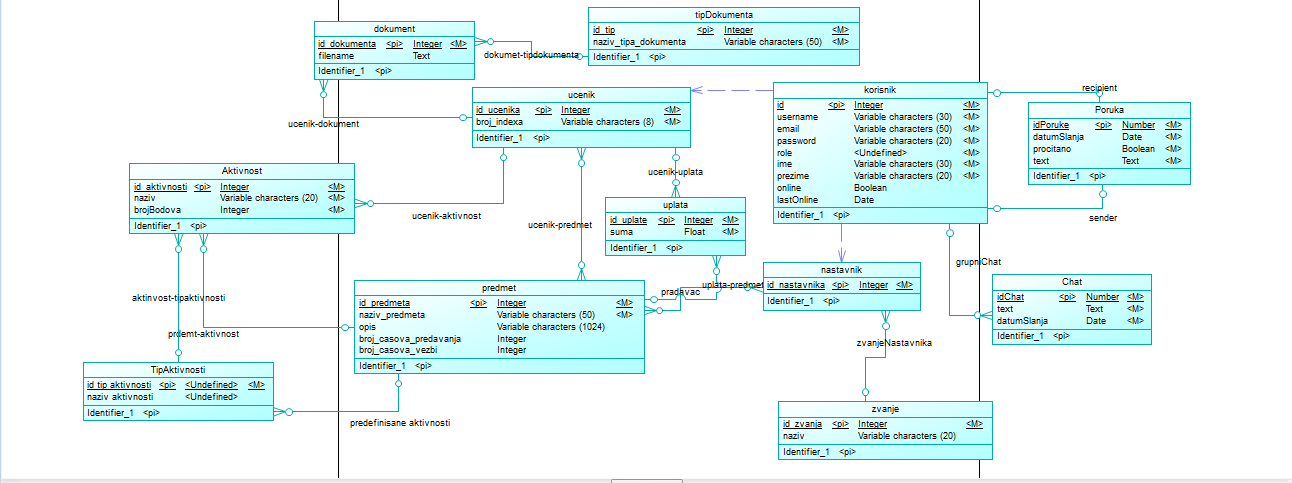 tipDokumenta
id_tip <pi> Integer <M>
naziv_tipa_dokumenta Variable characters (50) <M>
Identifier_1 <pi>
dokument
id_dokumenta <pi> Integer <M>
filename Text
Identifier_1 <pi>
dokumet-tipdokumenta
ucenik
id_ucenika <pi> Integer <M>
broj_indexa Variable characters (8) <M>
Identifier_1 <pi>
ucenik-dokument
korisnik
id <pi> Integer <M>
username Variable characters (30) <M>
email Variable characters (50) <M>
password Variable characters (20) <M>
role <Undefined> <M>
ime Variable characters (30) <M>
prezime Variable characters (20) <M>
online Boolean
lastOnline Date
Identifier_1 <pi>
recipient
Poruka
idPoruke <pi> Number <M>
datumSlanja Date <M>
procitano Boolean <M>
text Text <M>
Identifier_1 <pi>
sender
Aktivnost
id_aktivnosti <pi> Integer <M>
naziv Variable characters (20) <M>
brojBodova Integer <M>
Identifier_1 <pi>
ucenik-aktivnost
ucenik-uplata
ucenik-predmet
uplata
id_uplate <pi> Integer <M>
suma Float <M>
Identifier_1 <pi>
grupniChat
nastavnik
id_nastavnika <pi> Integer <M>
Identifier_1 <pi>
uplata-predmet
pradavac
Chat
idChat <pi> Number <M>
text Text <M>
datumSlanja Date <M>
Identifier_1 <pi>
predmet
id_predmeta <pi> Integer <M>
naziv_predmeta Variable characters (50) <M>
opis Variable characters (1024)
broj_casova_predavanja Integer
broj_casova_vezbi Integer
Identifier_1 <pi>
aktinvost-tipaktivnosti
prdemt-aktivnost
zvanjeNastavnika
TipAktivnosti
id tip aktivnosti <pi> <Undefined> <M>
naziv aktivnosti <Undefined>
Identifier_1 <pi>
predefinisane aktivnosti
zvanje
id_zvanja <pi> Integer <M>
naziv Variable characters (20)
Identifier_1 <pi>